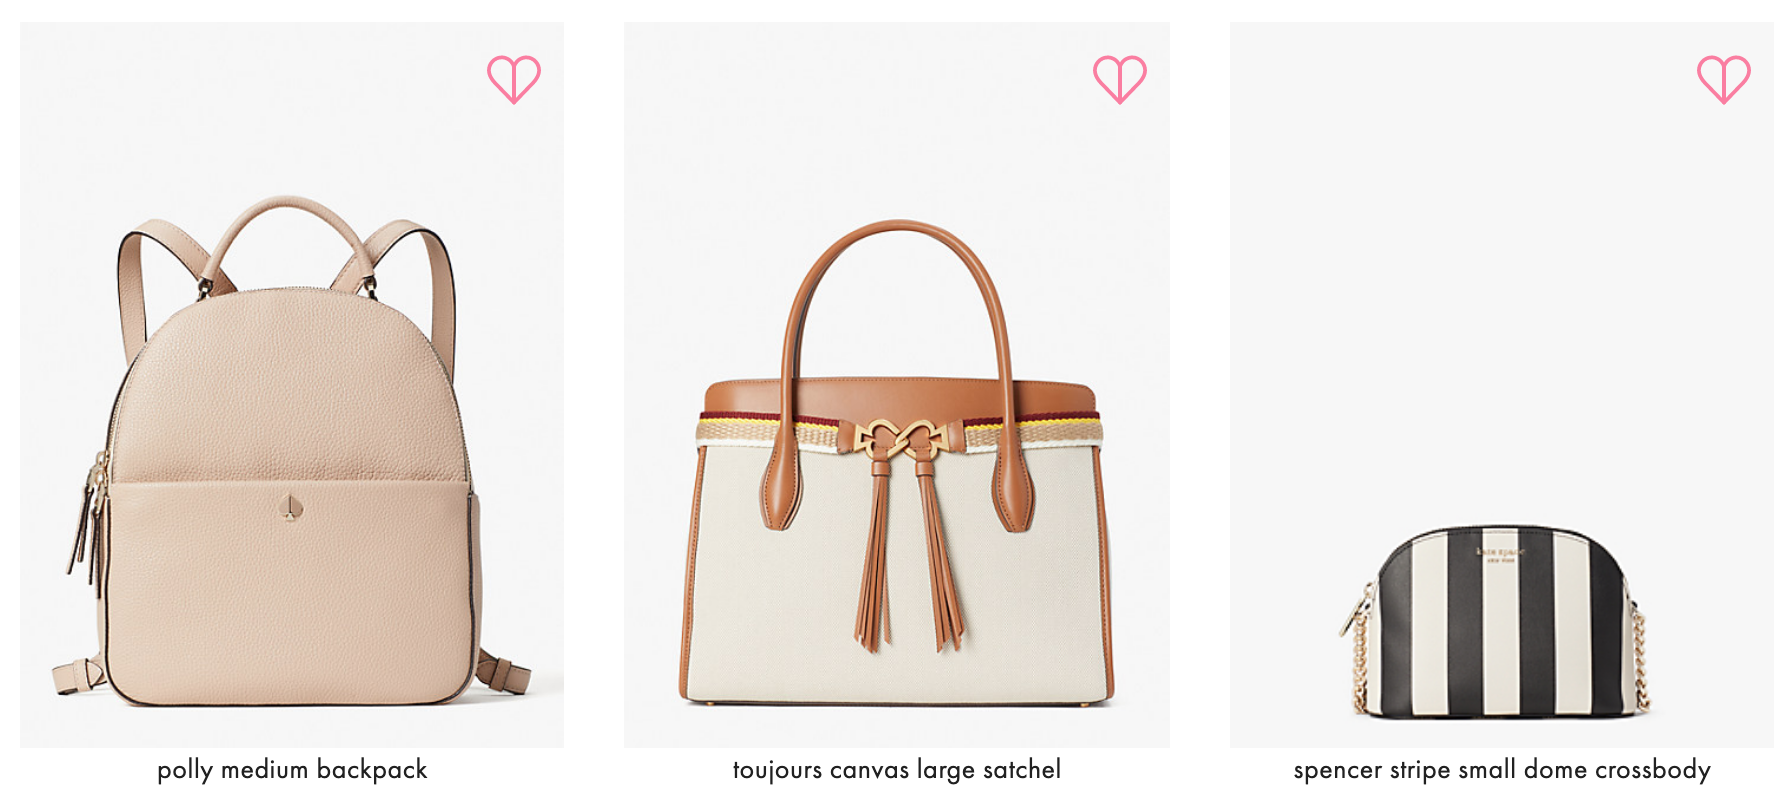 kate spade
NEW YORK
polly medium backpack
toujours canvas large satchel
spencer stripe small dome crossbody